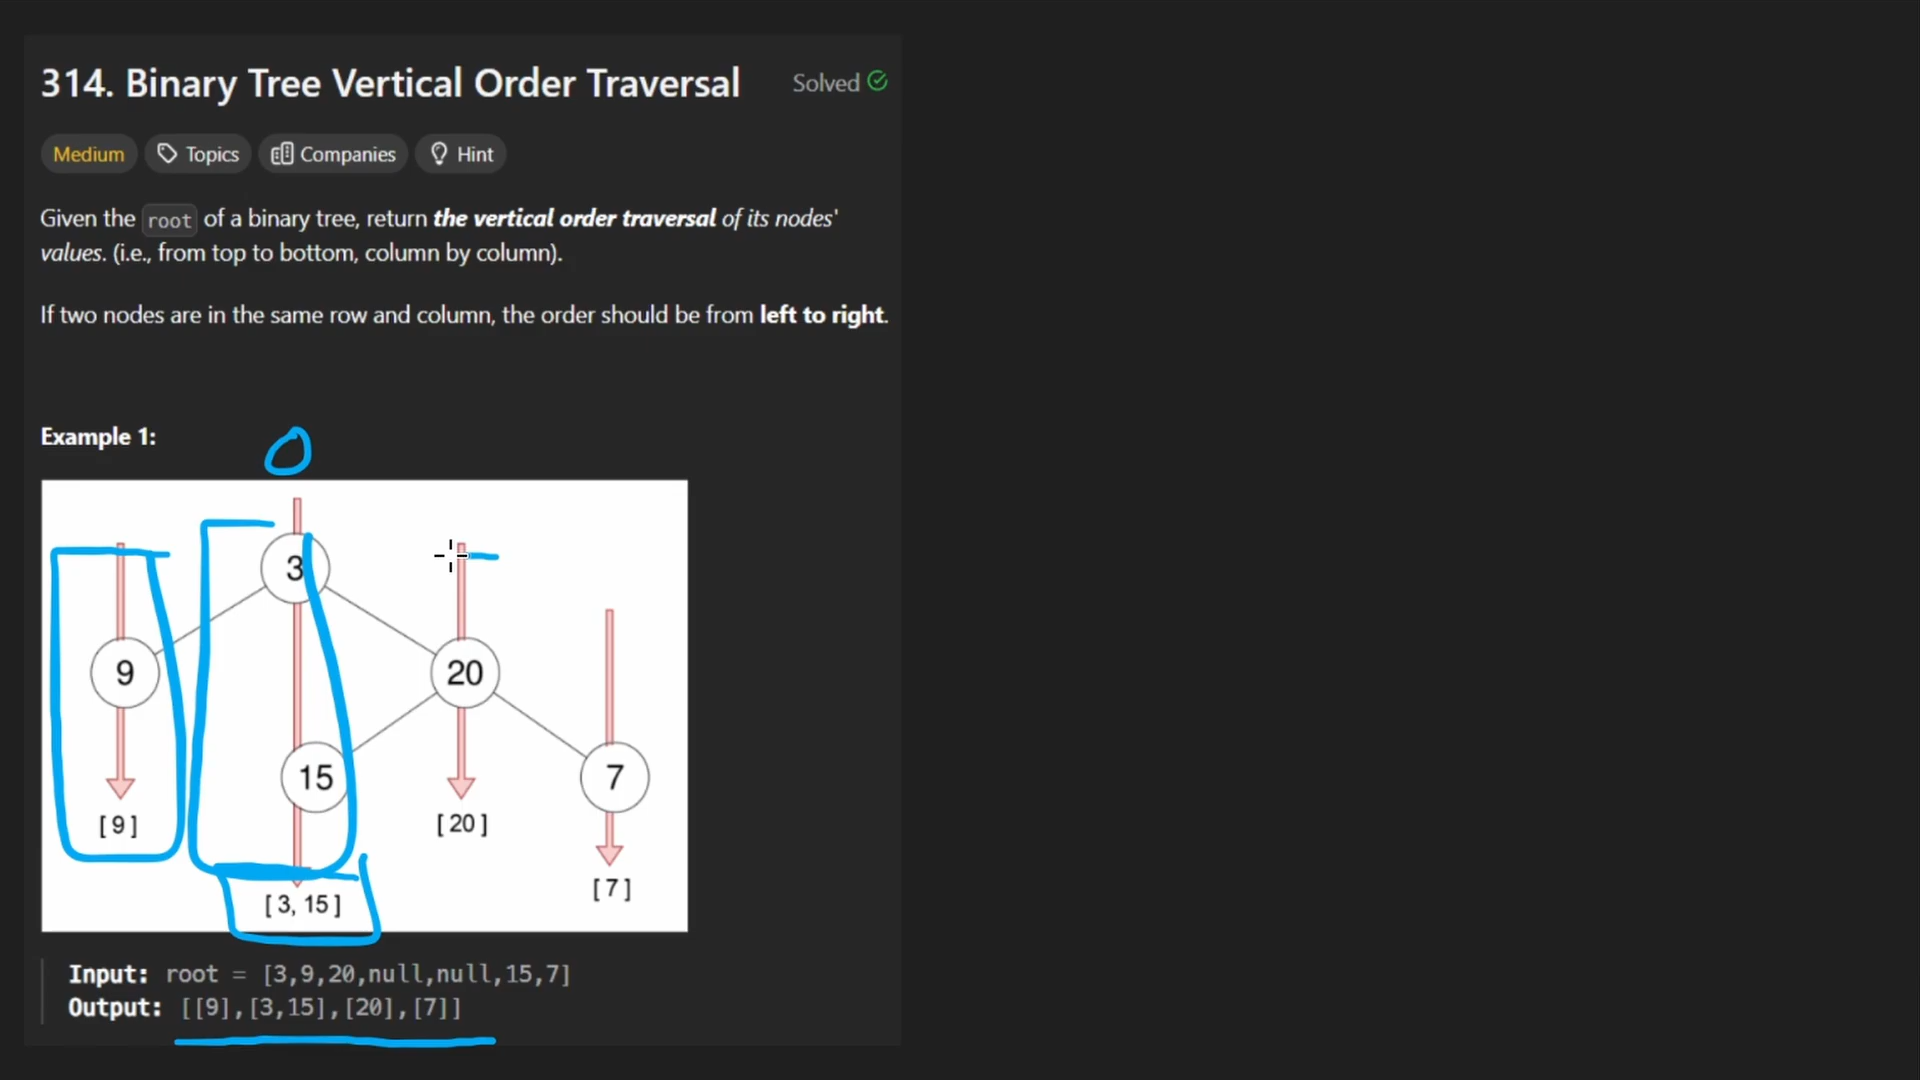 314. Binary Tree Vertical Order Traversal
Solved
Medium Topics Companies Hint
Given the root of a binary tree, return the vertical order traversal of its nodes'
values. (i.e., from top to bottom, column by column).
If two nodes are in the same row and column, the order should be from left to right.
Example 1:
0
3
9
20
15
7
[ 9 ]
[ 20 ]
[ 7 ]
[ 3, 15 ]
Input: root = [3,9,20,null,null,15,7]
Output: [[9],[3,15],[20],[7]]